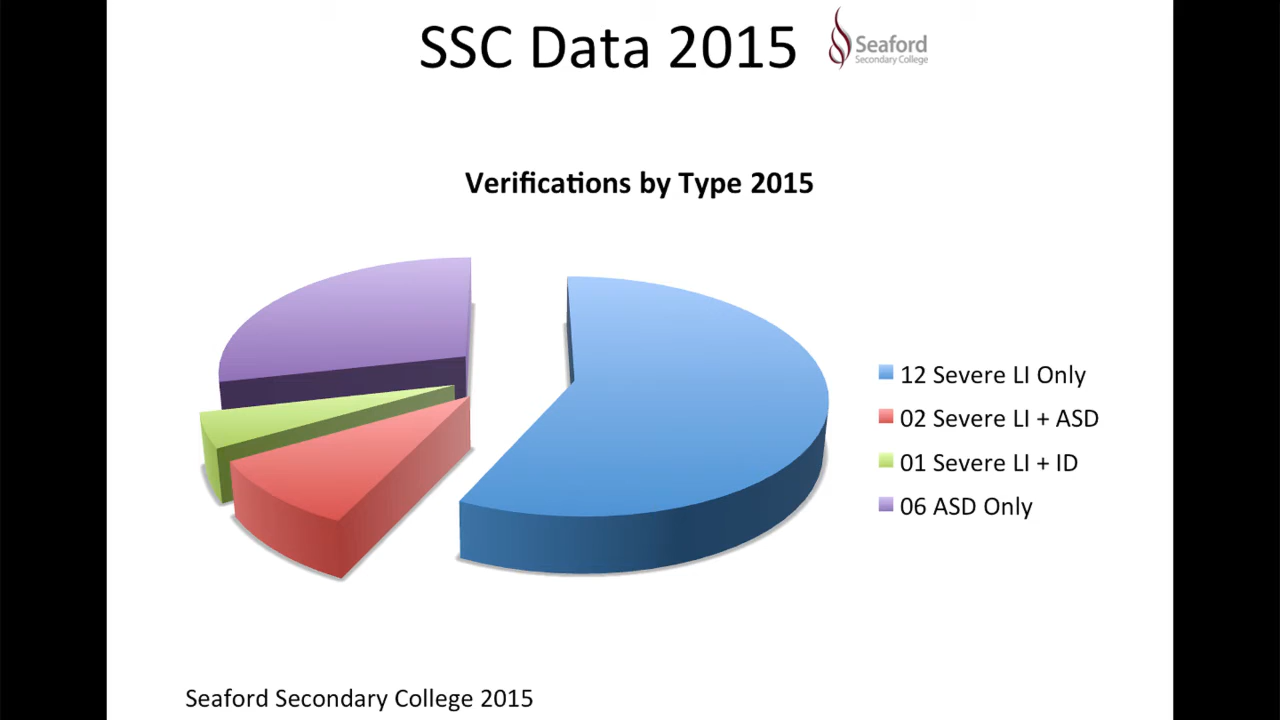 SSC Data 2015
Seaford
Secondary College
Verifications by Type 2015
12 Severe LI Only
02 Severe LI + ASD
01 Severe LI + ID
06 ASD Only
Seaford Secondary College 2015